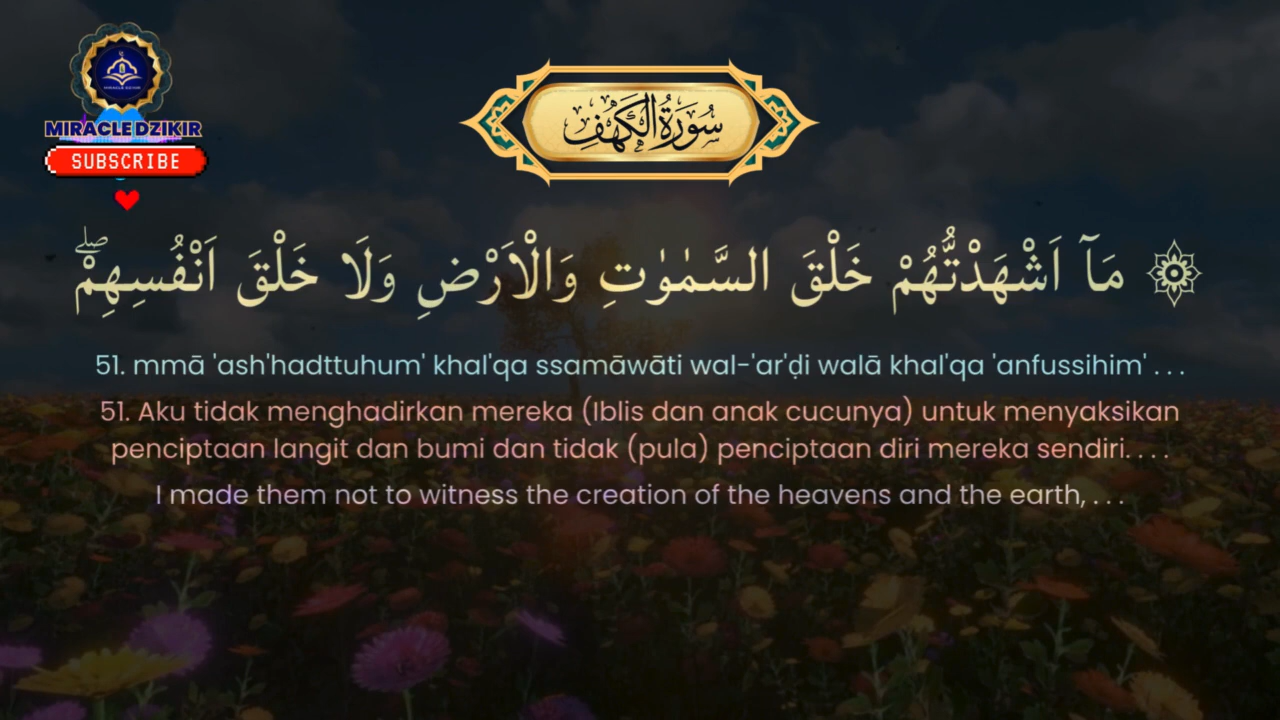 MIRACLE DZIKIR
MIRACLE DZIKIR
SUBSCRIBE
سُوْرَةُ الْكَهْفِ
۞ مَآ اَشْهَدْتُّهُمْ خَلْقَ السَّمٰوٰتِ وَالْاَرْضِ وَلَا خَلْقَ اَنْفُسِهِمْۖ
51. mmā 'ash'hadttuhum' khal'qa ssamāwāti wal-'ar'ḍi walā khal'qa 'anfussihim' . . .
51. Aku tidak menghadirkan mereka (Iblis dan anak cucunya) untuk menyaksikan
penciptaan langit dan bumi dan tidak (pula) penciptaan diri mereka sendiri. . . .
I made them not to witness the creation of the heavens and the earth, . . .